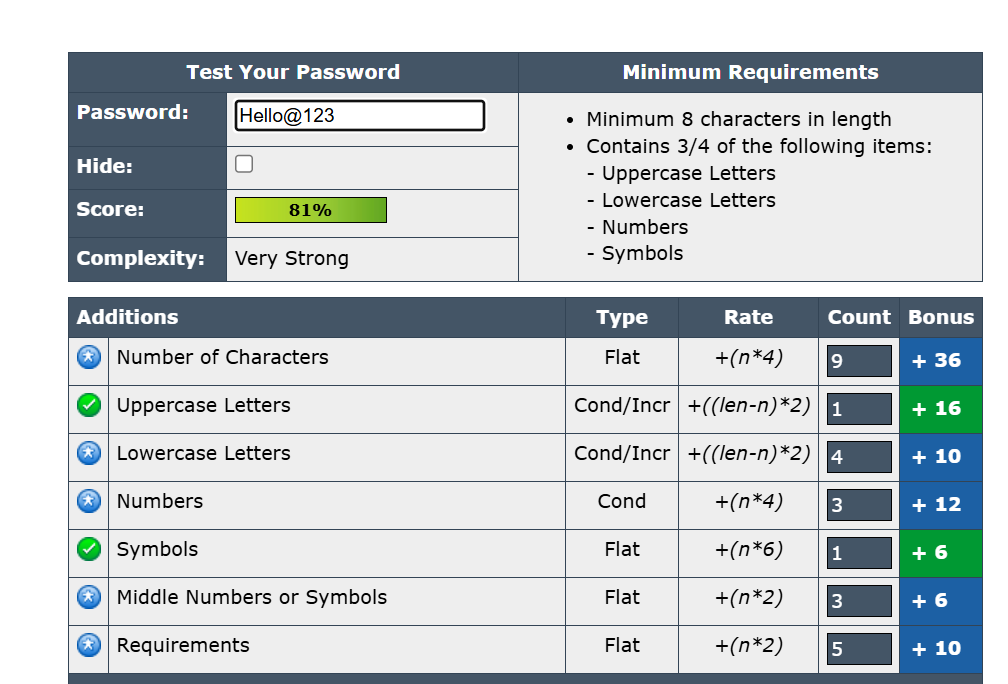 Test Your Password Minimum Requirements
Password: Hello@123
Hide:
Score: 81%
Complexity: Very Strong
• Minimum 8 characters in length
• Contains 3/4 of the following items:
- Uppercase Letters
- Lowercase Letters
- Numbers
- Symbols
Additions Type Rate Count Bonus
Number of Characters Flat +(n*4) 9 + 36
Uppercase Letters Cond/Incr +((len-n)*2) 1 + 16
Lowercase Letters Cond/Incr +((len-n)*2) 4 + 10
Numbers Cond +(n*4) 3 + 12
Symbols Flat +(n*6) 1 + 6
Middle Numbers or Symbols Flat +(n*2) 3 + 6
Requirements Flat +(n*2) 5 + 10